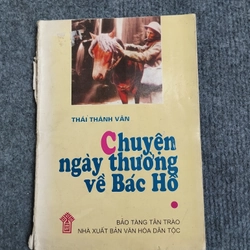 THÁI THÀNH VÂN
Chuyện
ngày thường
về Bác Hồ
BẢO TÀNG TÂN TRÀO
NHÀ XUẤT BẢN VĂN HÓA DÂN TỘC